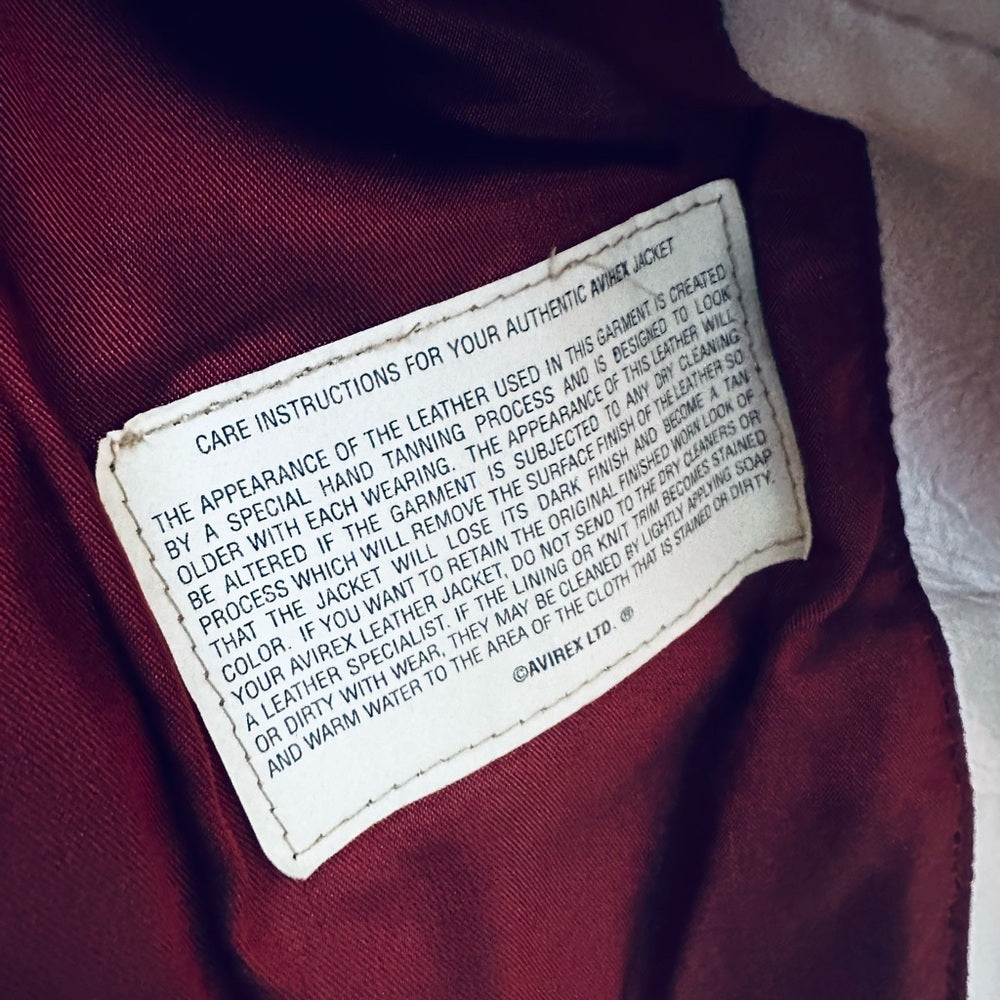 CARE INSTRUCTIONS FOR YOUR AUTHENTIC AVIREX JACKET
THE APPEARANCE OF THE LEATHER USED IN THIS GARMENT IS CREATED
BY A SPECIAL HAND TANNING PROCESS AND IS DESIGNED TO LOOK
OLDER WITH EACH WEARING. THE APPEARANCE OF THIS LEATHER WILL
BE ALTERED IF THE GARMENT IS SUBJECTED TO ANY DRY CLEANING
PROCESS WHICH WILL REMOVE THE SURFACE FINISH OF THE LEATHER SO
THAT THE JACKET WILL LOSE ITS DARK FINISH AND BECOME A TAN
COLOR. IF YOU WANT TO RETAIN THE ORIGINAL FINISHED WORN LOOK OF
YOUR AVIREX LEATHER JACKET, DO NOT SEND TO THE DRY CLEANERS OR
A LEATHER SPECIALIST. IF THE LINING OR KNIT TRIM BECOMES STAINED
OR DIRTY WITH WEAR, THEY MAY BE CLEANED BY LIGHTLY APPLYING SOAP
AND WARM WATER TO THE AREA OF THE CLOTH THAT IS STAINED OR DIRTY.
©AVIREX LTD. ®